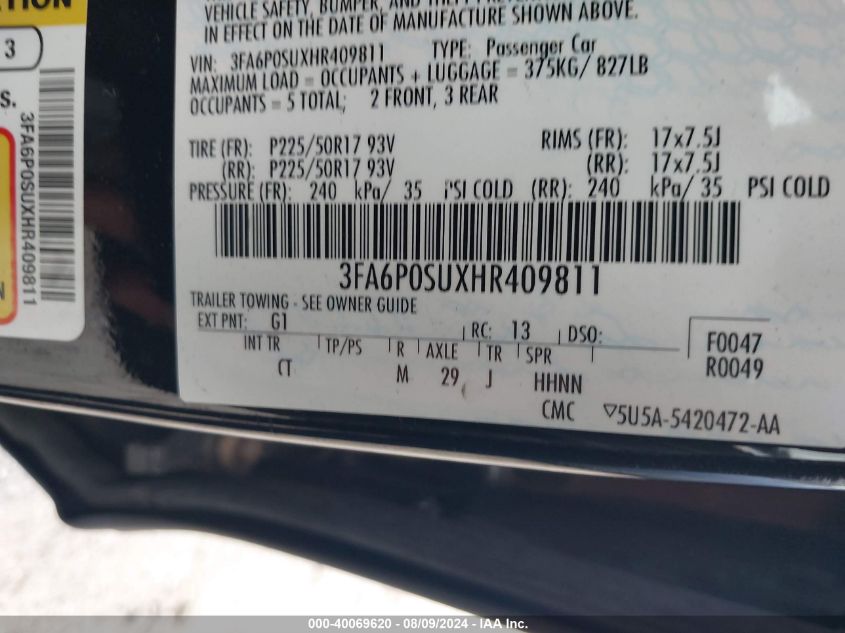 ATION
3
S.
3FA6P0SUXHR409811
N
VEHICLE SAFETY, BUMPER, AND THEFT
IN EFFECT ON THE DATE OF MANUFACTURE SHOWN ABOVE.
VIN: 3FA6P0SUXHR409811 TYPE: Passenger Car
MAXIMUM LOAD = OCCUPANTS + LUGGAGE = 375KG/ 827LB
OCCUPANTS = 5 TOTAL; 2 FRONT, 3 REAR
TIRE (FR): P225/50R17 93V RIMS (FR): 17x7.5J
(RR): P225/50R17 93V (RR): 17x7.5J
PRESSURE (FR): 240 kPa/ 35 PSI COLD (RR): 240 kPa/ 35 PSI COLD
3FA6P0SUXHR409811
TRAILER TOWING - SEE OWNER GUIDE
EXT PNT: G1 RC: 13 DSO:
INT TR TP/PS R AXLE TR SPR
CT M 29 J HHNN
F0047
R0049
CMC ▽5U5A-5420472-AA
000-40069620 - 08/09/2024 - IAA Inc.